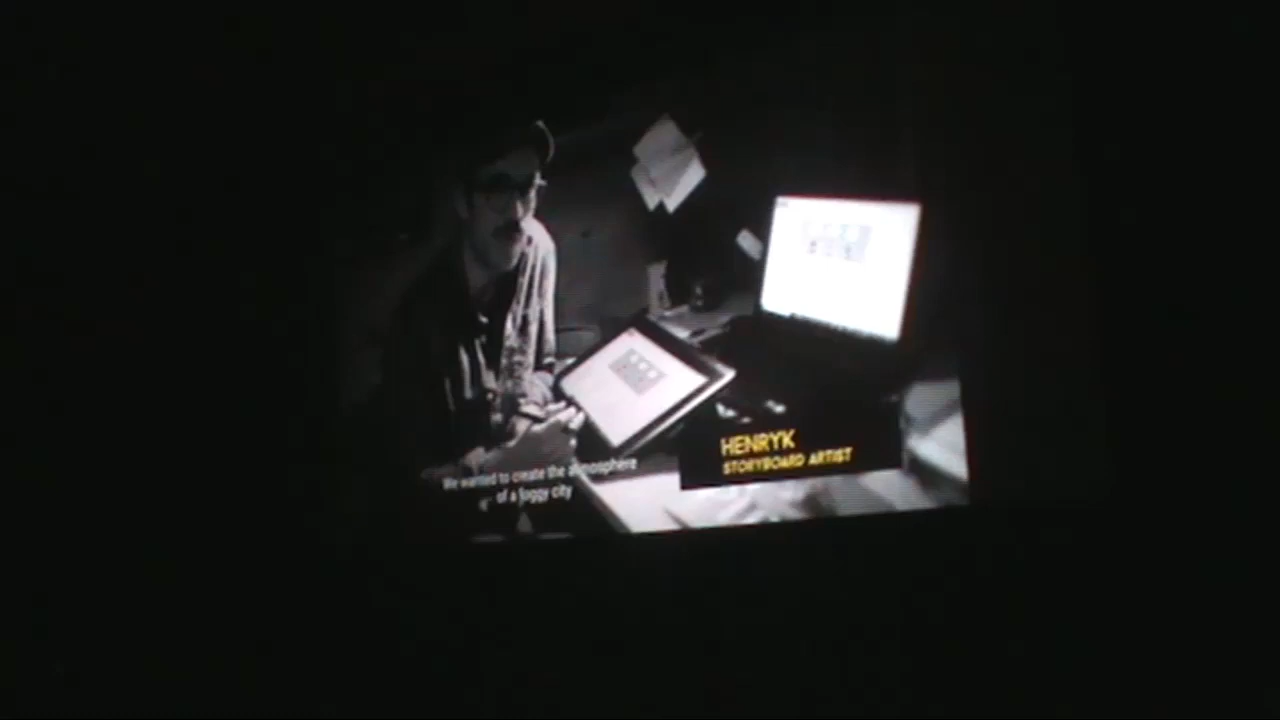 We wanted to create the atmosphere
of a foggy city
HENRYK
STORYBOARD ARTIST